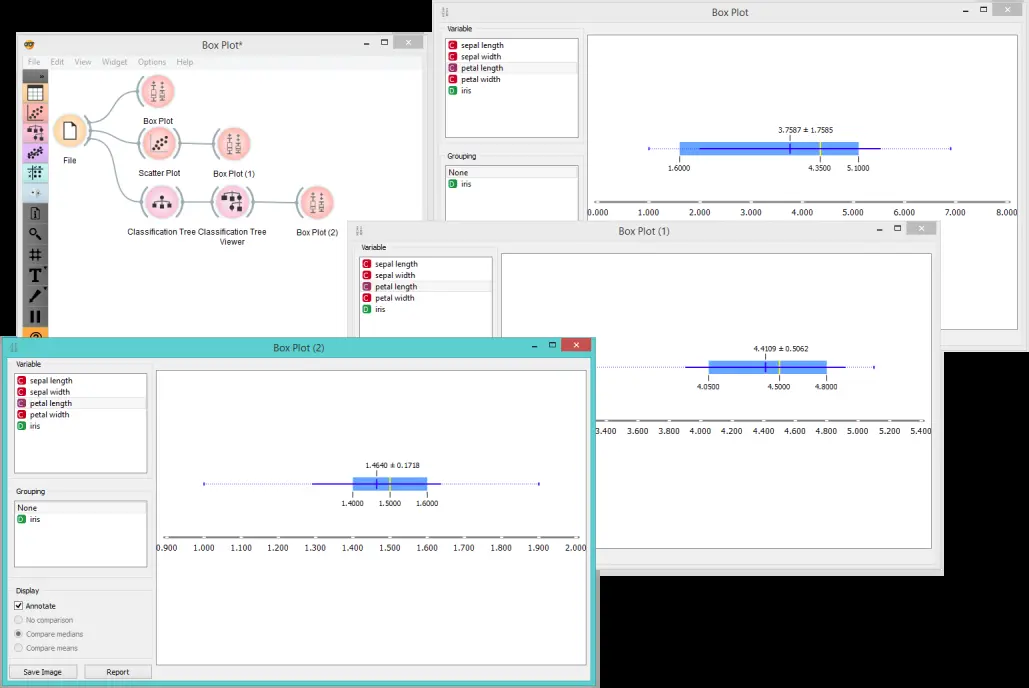 Box Plot
Variable
sepal length
sepal width
petal length
petal width
iris
Grouping
None
iris
3.7587 ± 1.7585
1.6000 4.3500 5.1000
0.000 1.000 2.000 3.000 4.000 5.000 6.000 7.000 8.000
Box Plot*
File Edit View Widget Options Help
»
T
?
File
Box Plot
Scatter Plot
Box Plot (1)
Classification Tree
Classification Tree
Viewer
Box Plot (2)
Box Plot (1)
Variable
C sepal length
C sepal width
C petal length
C petal width
D iris
4.4109 ± 0.5062
4.0500 4.5000 4.8000
3.400 3.600 3.800 4.000 4.200 4.400 4.600 4.800 5.000 5.200 5.400
Box Plot (2)
Variable
C sepal length
C sepal width
C petal length
C petal width
D iris
Grouping
None
D iris
Display
Annotate
No comparison
Compare medians
Compare means
Save Image Report
1.4640 ± 0.1718
1.4000 1.5000 1.6000
0.900 1.000 1.100 1.200 1.300 1.400 1.500 1.600 1.700 1.800 1.900 2.000